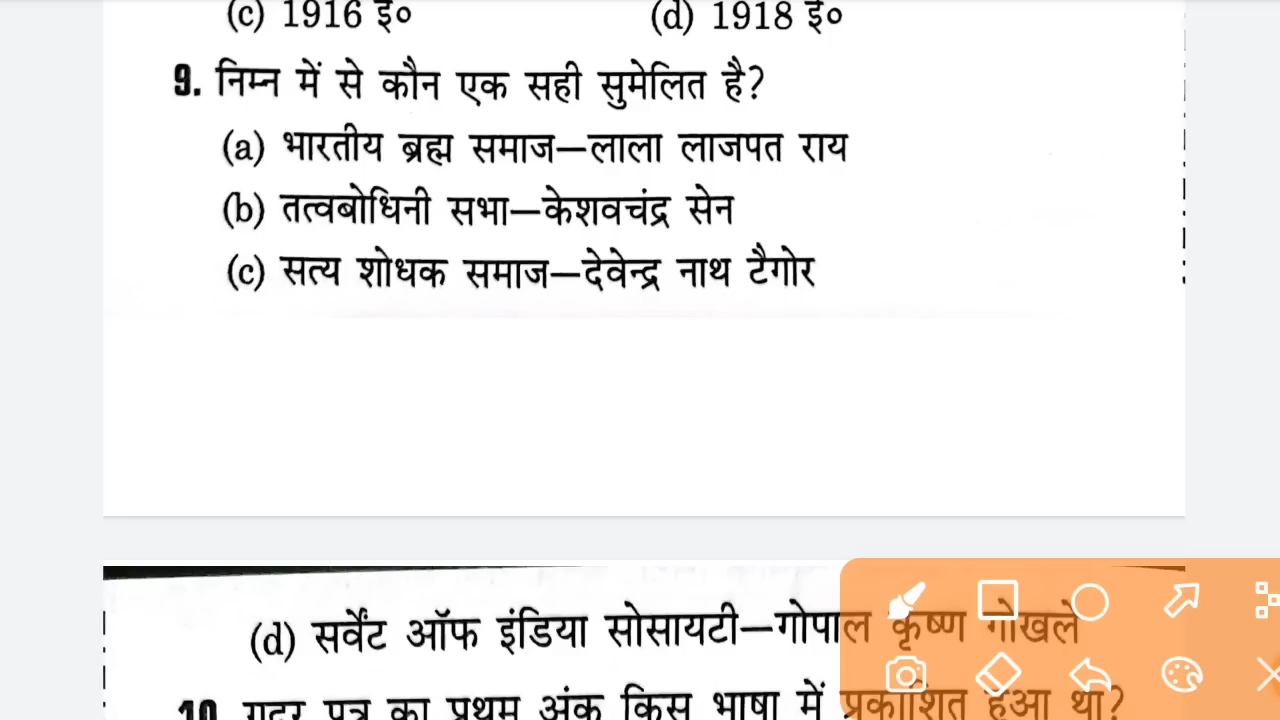 (c) 1916 ई० (d) 1918 ई०
9. निम्न में से कौन एक सही सुमेलित है?
(a) भारतीय ब्रह्म समाज—लाला लाजपत राय
(b) तत्वबोधिनी सभा—केशवचंद्र सेन
(c) सत्य शोधक समाज—देवेन्द्र नाथ टैगोर
(d) सर्वेंट ऑफ इंडिया सोसायटी—गोपाल कृष्ण गोखले
10. गदर पत्र का प्रथम अंक किस भाषा में प्रकाशित हुआ था?